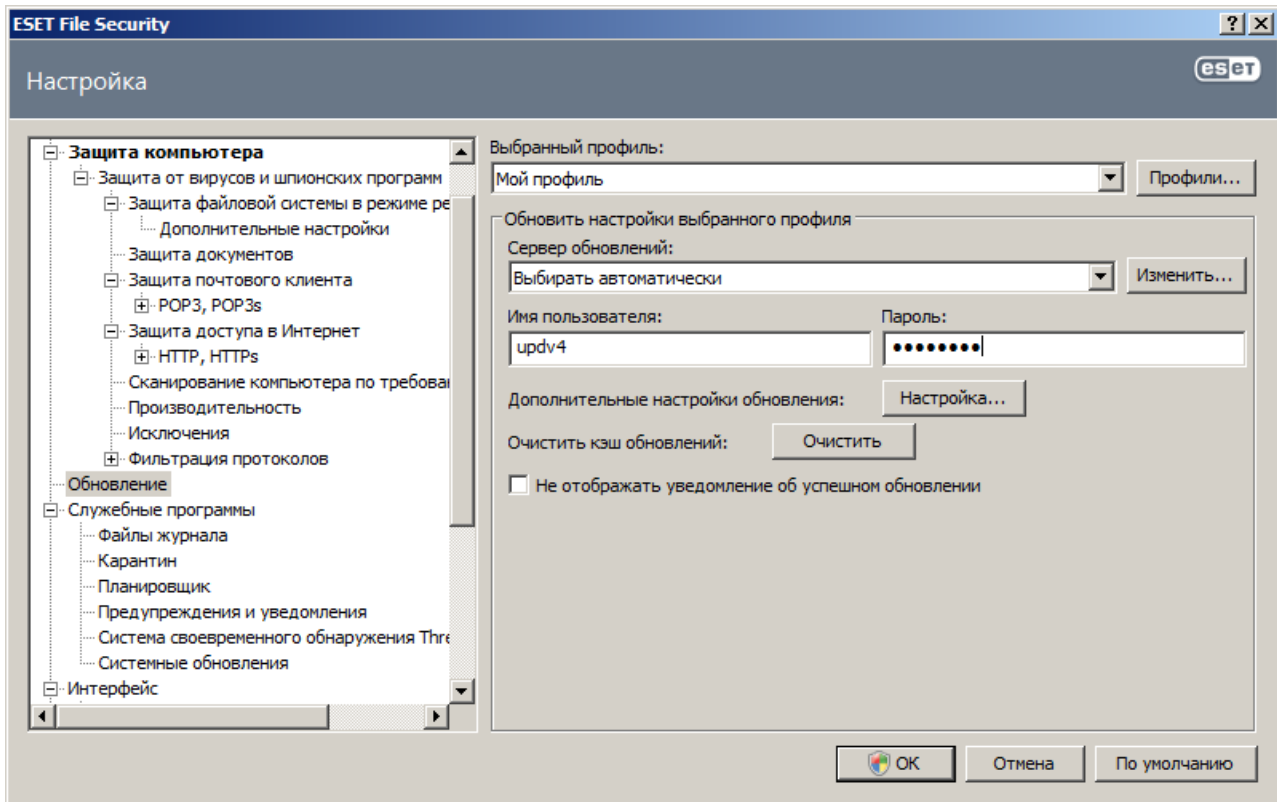 ESET File Security
Настройка
eset
Защита компьютера
Защита от вирусов и шпионских программ
Защита файловой системы в режиме ре
Дополнительные настройки
Защита документов
Защита почтового клиента
POP3, POP3s
Защита доступа в Интернет
HTTP, HTTPs
Сканирование компьютера по требова
Производительность
Исключения
Фильтрация протоколов
Обновление
Служебные программы
Файлы журнала
Карантин
Планировщик
Предупреждения и уведомления
Система своевременного обнаружения Thre
Системные обновления
Интерфейс
Выбранный профиль:
Мой профиль
Профили...
Обновить настройки выбранного профиля
Сервер обновлений:
Выбирать автоматически
Изменить...
Имя пользователя:
Пароль:
updv4
••••••••
Дополнительные настройки обновления:
Настройка...
Очистить кэш обновлений:
Очистить
Не отображать уведомление об успешном обновлении
OK
Отмена
По умолчанию